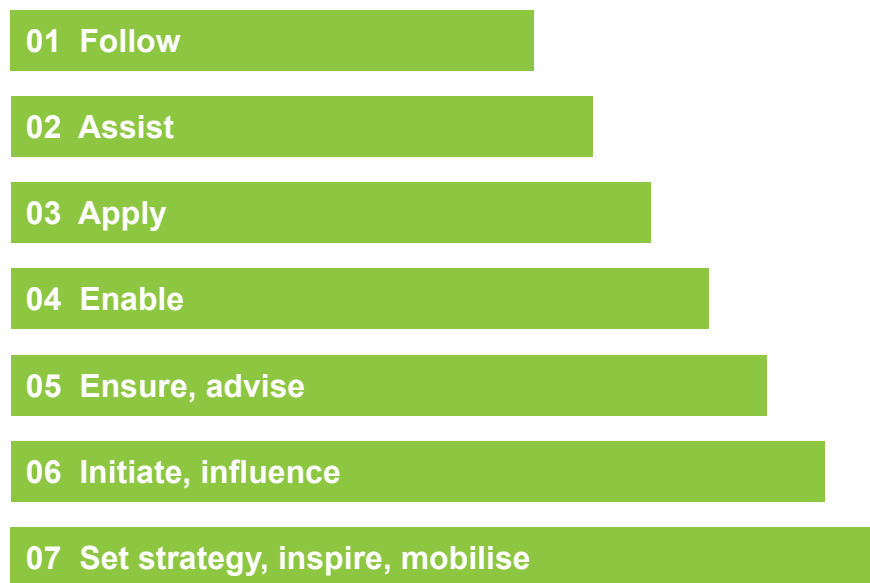 01 Follow
02 Assist
03 Apply
04 Enable
05 Ensure, advise
06 Initiate, influence
07 Set strategy, inspire, mobilise